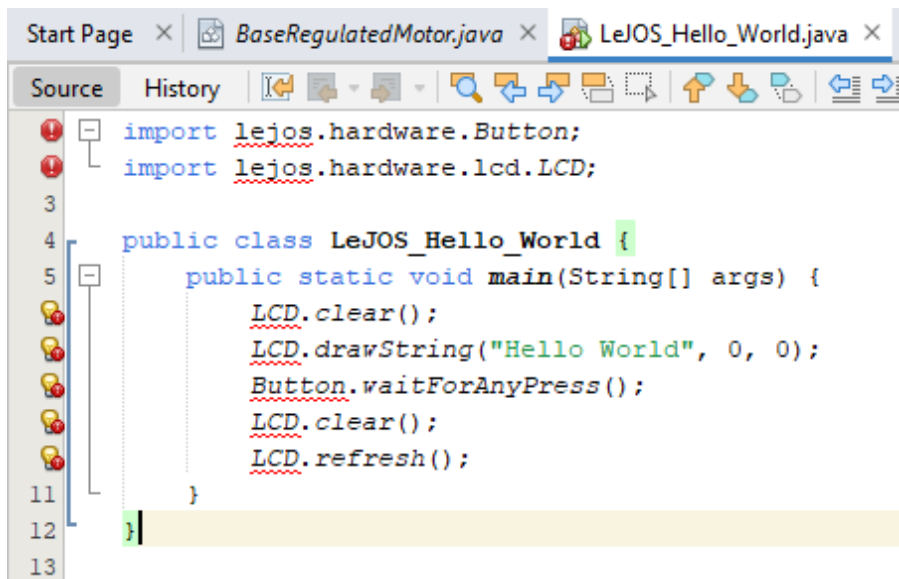 Start Page BaseRegulatedMotor.java LeJOS_Hello_World.java
Source History
import lejos.hardware.Button;
import lejos.hardware.lcd.LCD;
3
4 public class LeJOS_Hello_World {
5 public static void main(String[] args) {
LCD.clear();
LCD.drawString("Hello World", 0, 0);
Button.waitForAnyPress();
LCD.clear();
LCD.refresh();
11 }
12 }
13